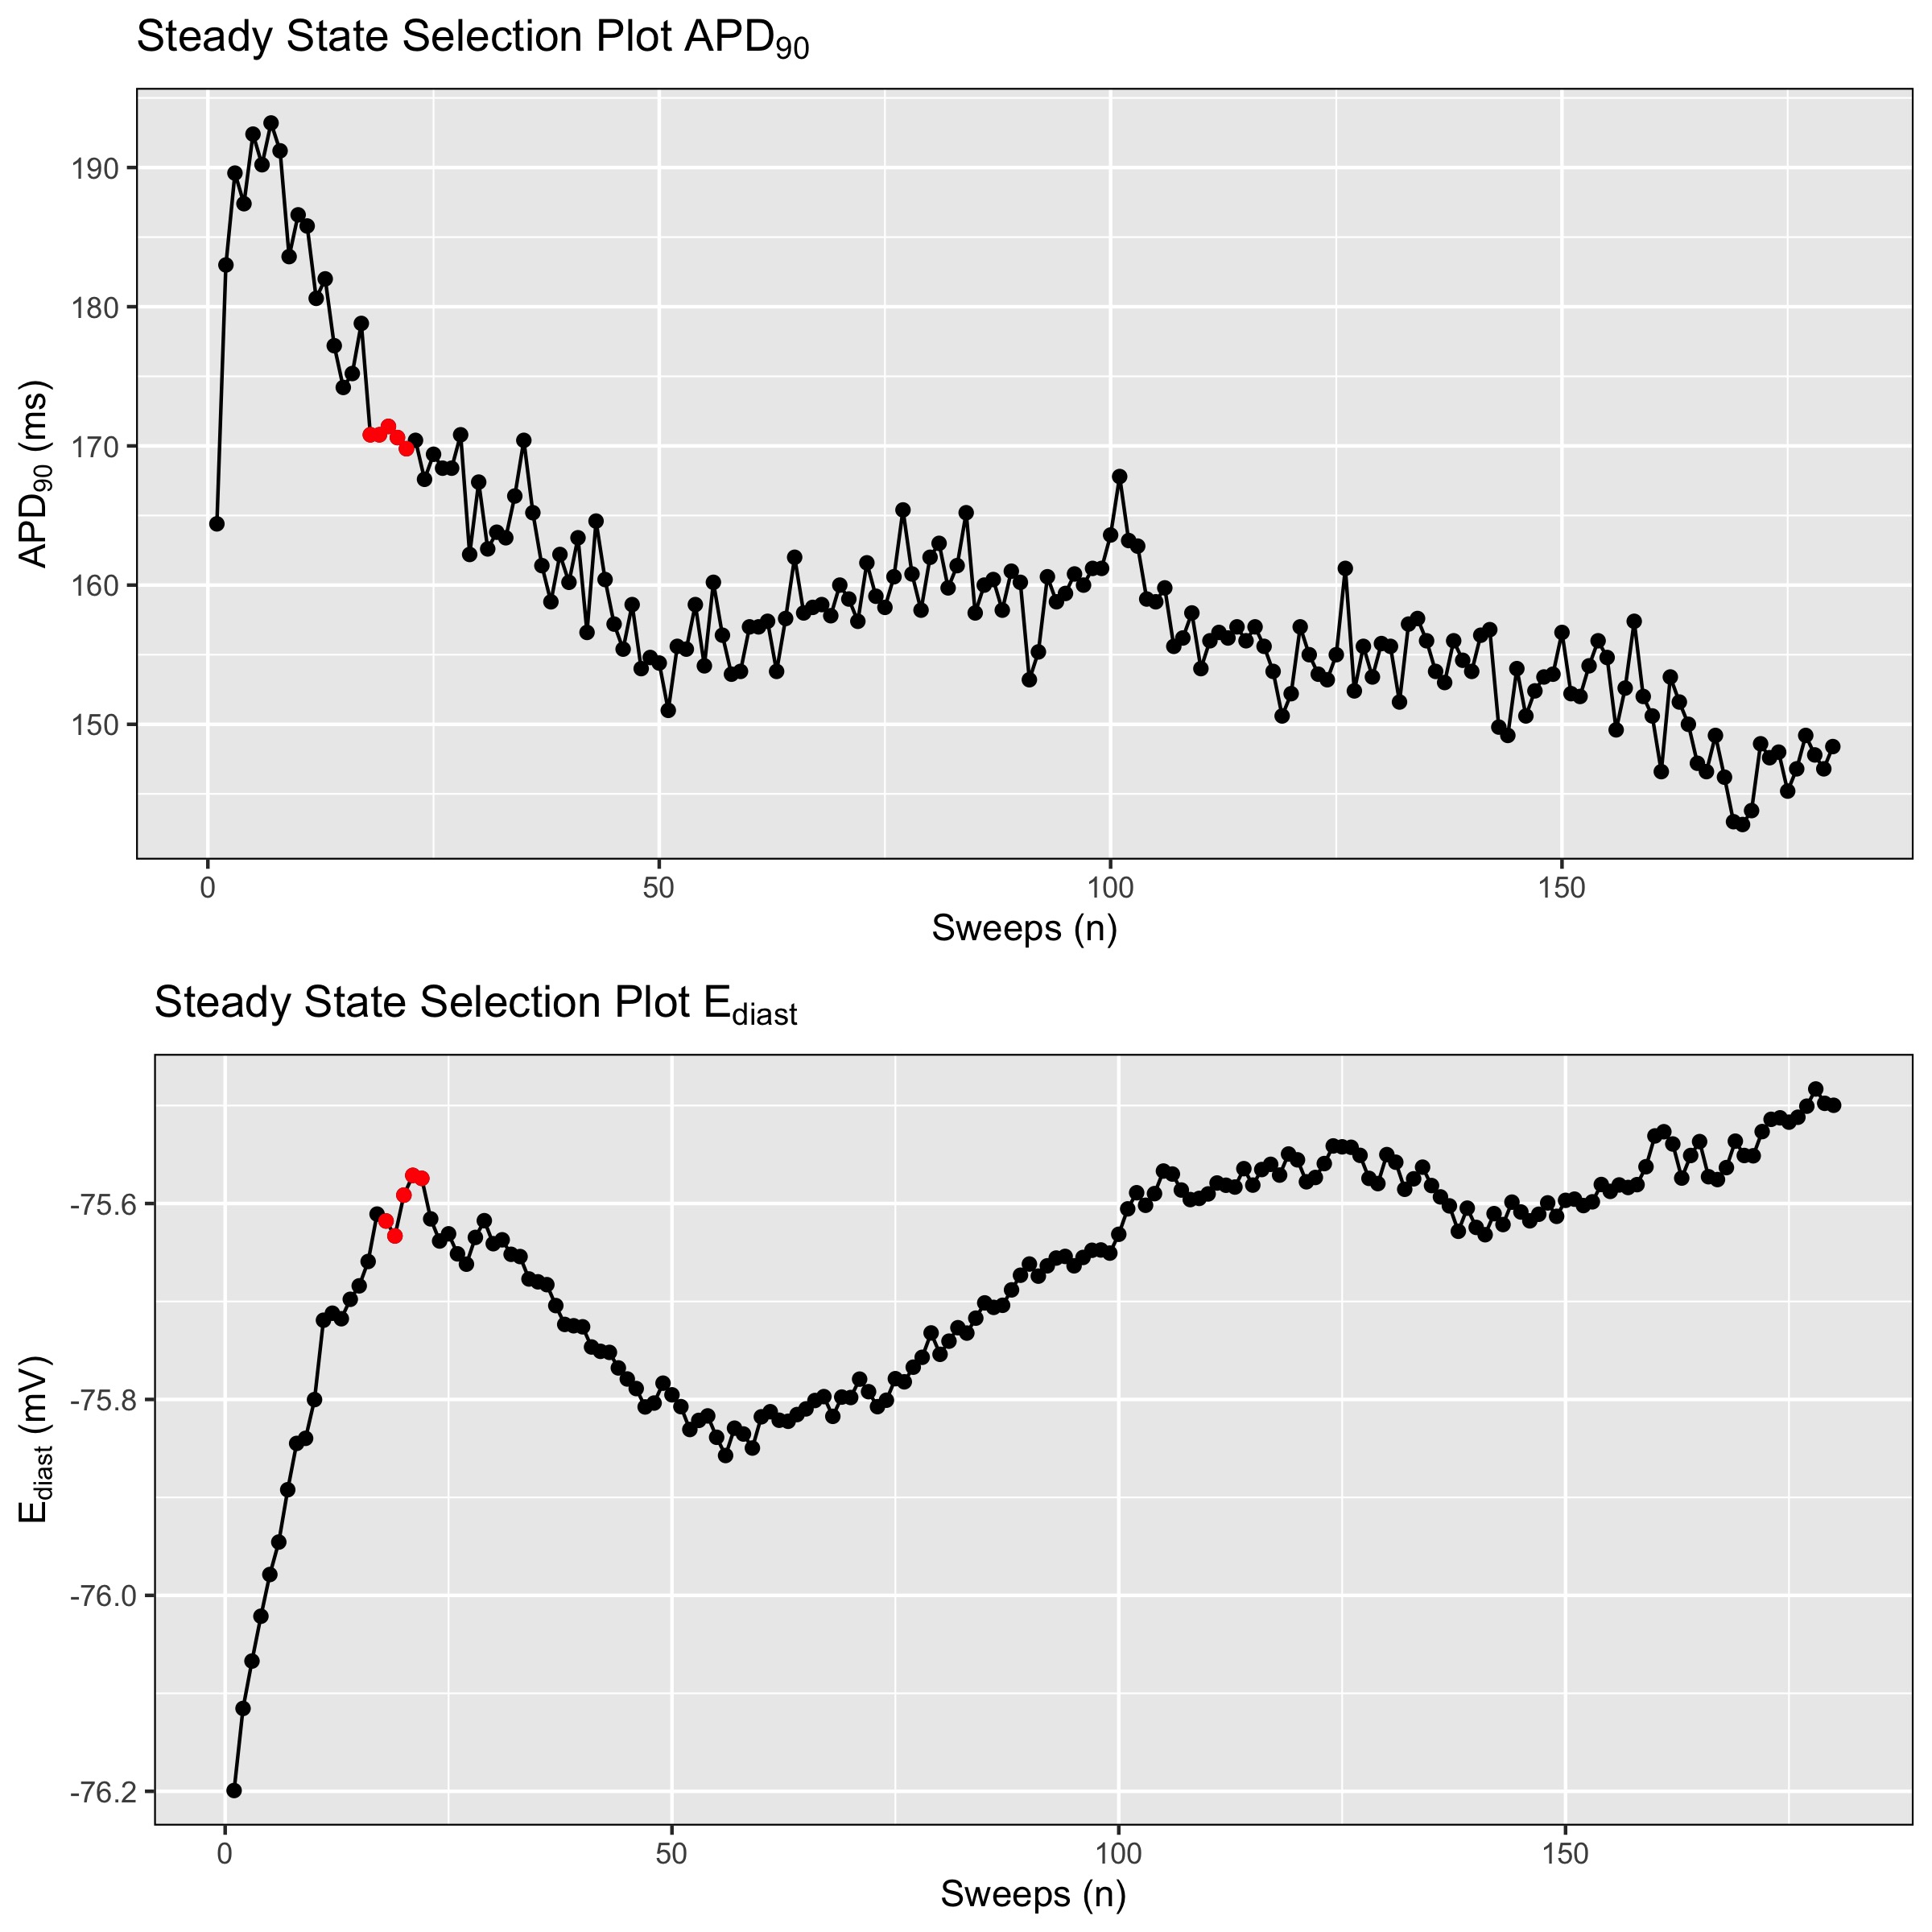 Steady State Selection Plot APD90
190
180
170
160
150
APD90 (ms)
0 50 100 150
Sweeps (n)
Steady State Selection Plot Ediast
-75.6
-75.8
-76.0
-76.2
Ediast (mV)
0 50 100 150
Sweeps (n)